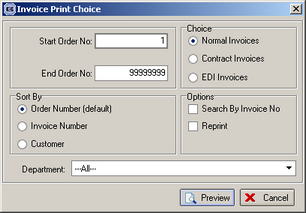 Invoice Print Choice
Start Order No: 1
End Order No: 99999999
Choice
Normal Invoices
Contract Invoices
EDI Invoices
Sort By
Order Number (default)
Invoice Number
Customer
Options
Search By Invoice No
Reprint
Department: ---All---
Preview Cancel